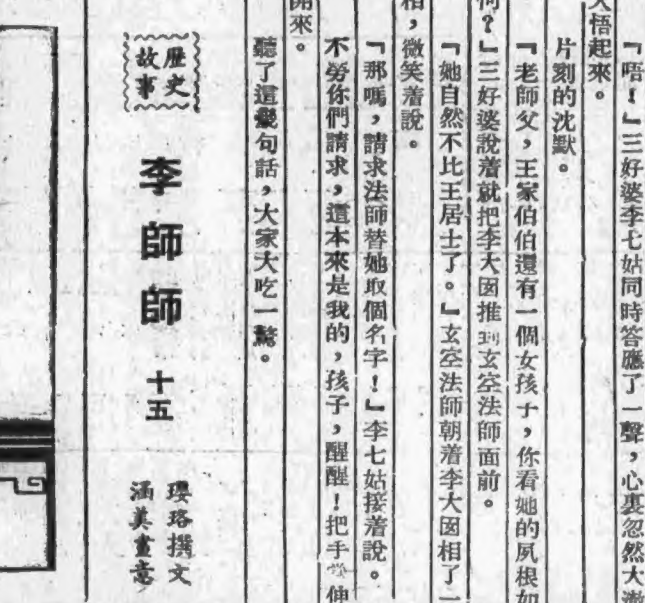 『唔！』三好婆李七姑同時答應了一聲，心裏忽然大澈
大悟起來。
片刻的沈默。
『老師父，王家伯伯還有一個女孩子，你看她的夙根如
何？』三好婆說着就把李大囡推到玄空法師面前。
『她自然不比王居士了。』玄空法師朝着李大囡相了一
相，微笑着說。
『那嗎，請求法師替她取個名字！』李七姑接着說。
不勞你們請求，這本來是我的，孩子，醒醒！把手伸
開來。
聽了這幾句話，大家大吃一驚。
歷史
故事
李師師 十五
瓔珞撰文
涵美畫意